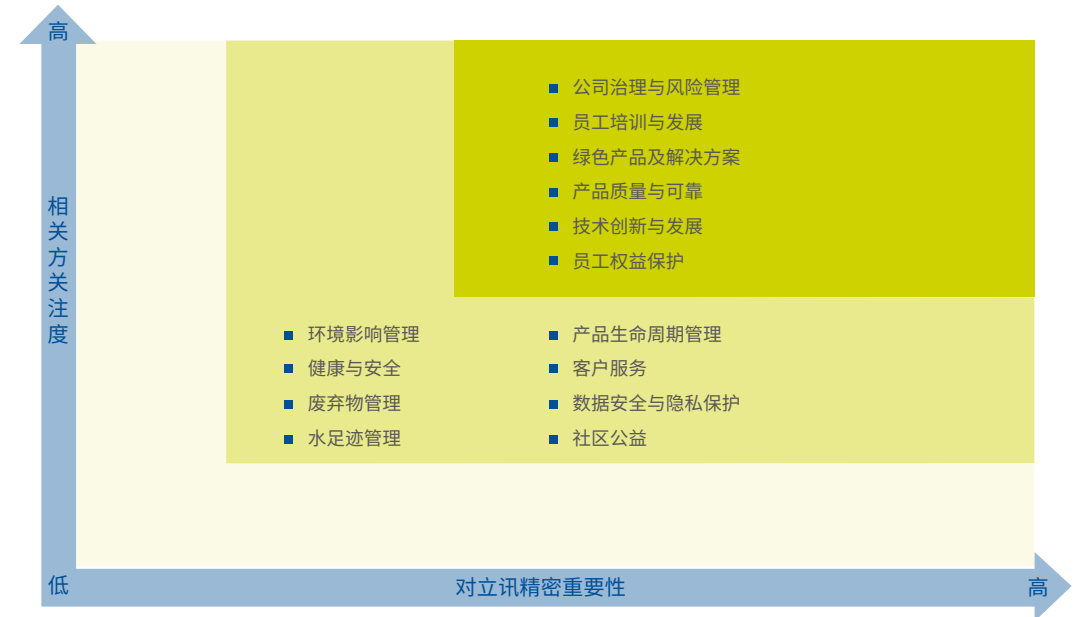 高
相关方关注度
公司治理与风险管理
员工培训与发展
绿色产品及解决方案
产品质量与可靠
技术创新与发展
员工权益保护
环境影响管理
健康与安全
废弃物管理
水足迹管理
产品生命周期管理
客户服务
数据安全与隐私保护
社区公益
低
对立讯精密重要性
高